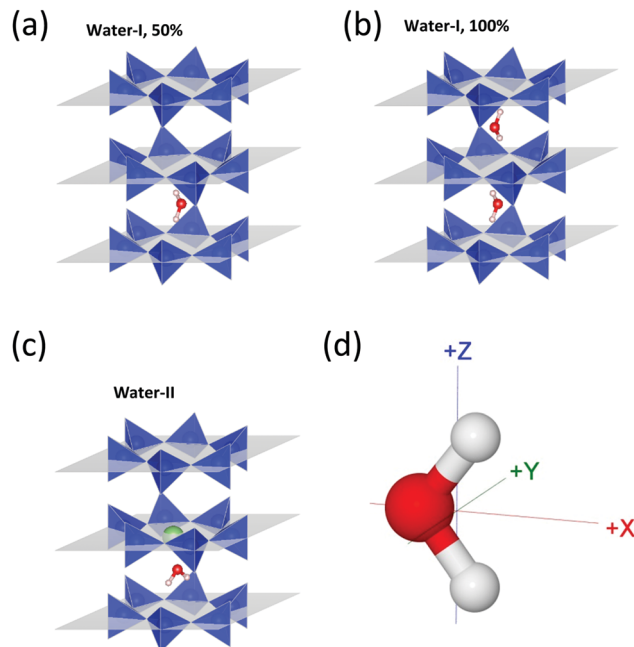 (a)
Water-I, 50%
(b)
Water-I, 100%
(c)
Water-II
(d)
+Z
+Y
+X